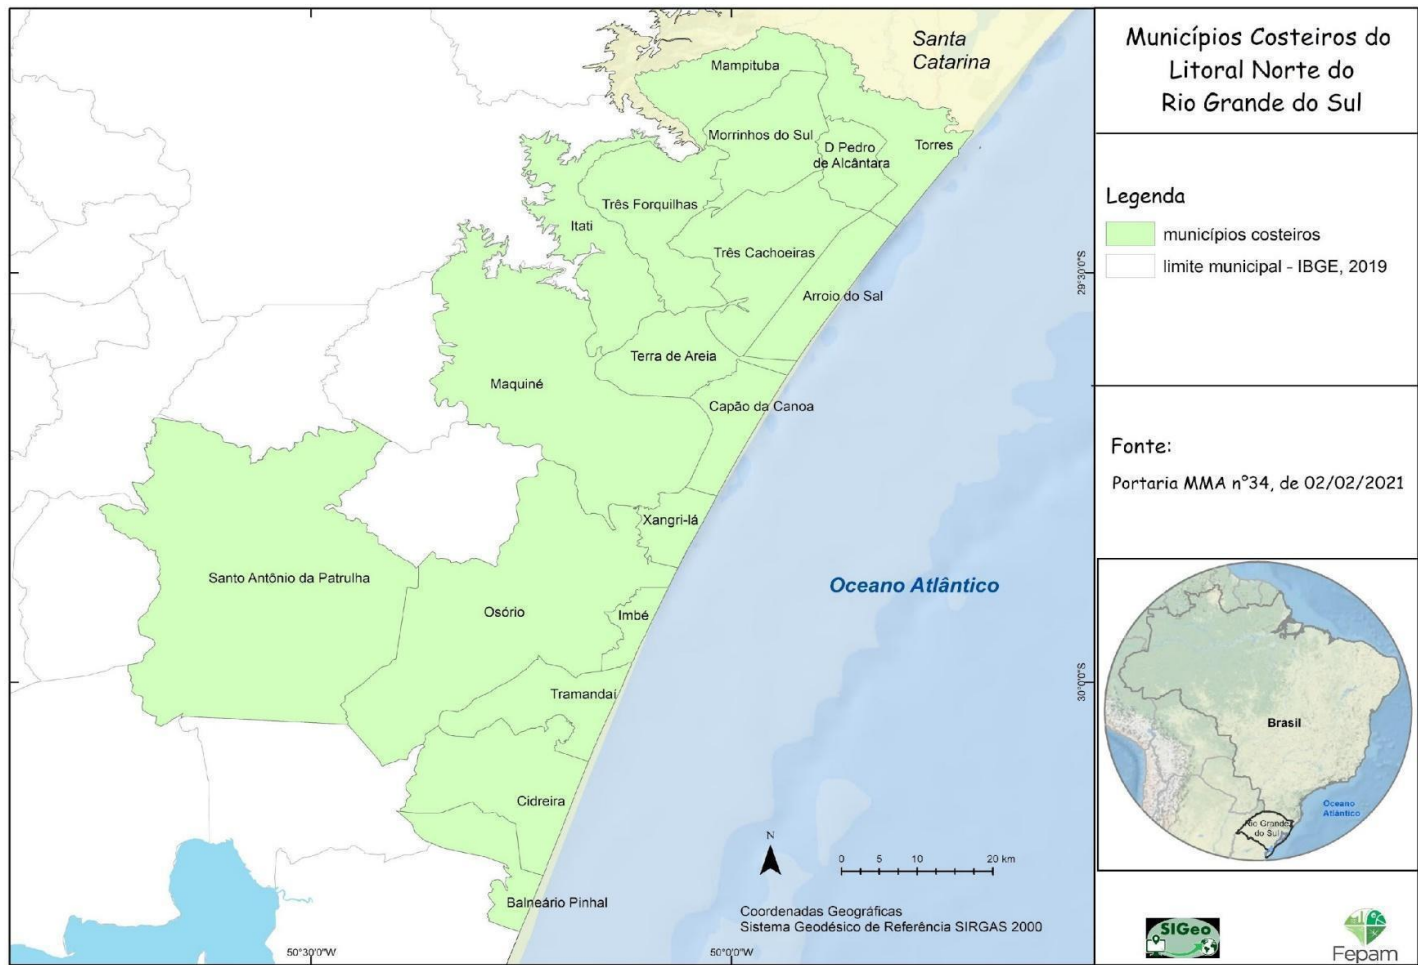 Santa
Catarina
Mampituba
Morrinhos do Sul
D Pedro
de Alcântara
Torres
Três Forquilhas
Itati
Três Cachoeiras
Arroio do Sal
Terra de Areia
Maquiné
Capão da Canoa
Xangri-lá
Santo Antônio da Patrulha
Osório
Imbé
Tramandaí
Cidreira
Balneário Pinhal
Oceano Atlântico
N
0 5 10 20 km
Coordenadas Geográficas
Sistema Geodésico de Referência SIRGAS 2000
50°30'0"W
50°0'0"W
29°30'0"S
30°0'0"S
Municípios Costeiros do
Litoral Norte do
Rio Grande do Sul
Legenda
municípios costeiros
limite municipal - IBGE, 2019
Fonte:
Portaria MMA n°34, de 02/02/2021
Brasil
Oceano
Atlântico
Rio Grande
do Sul
SIGeo
Fepam